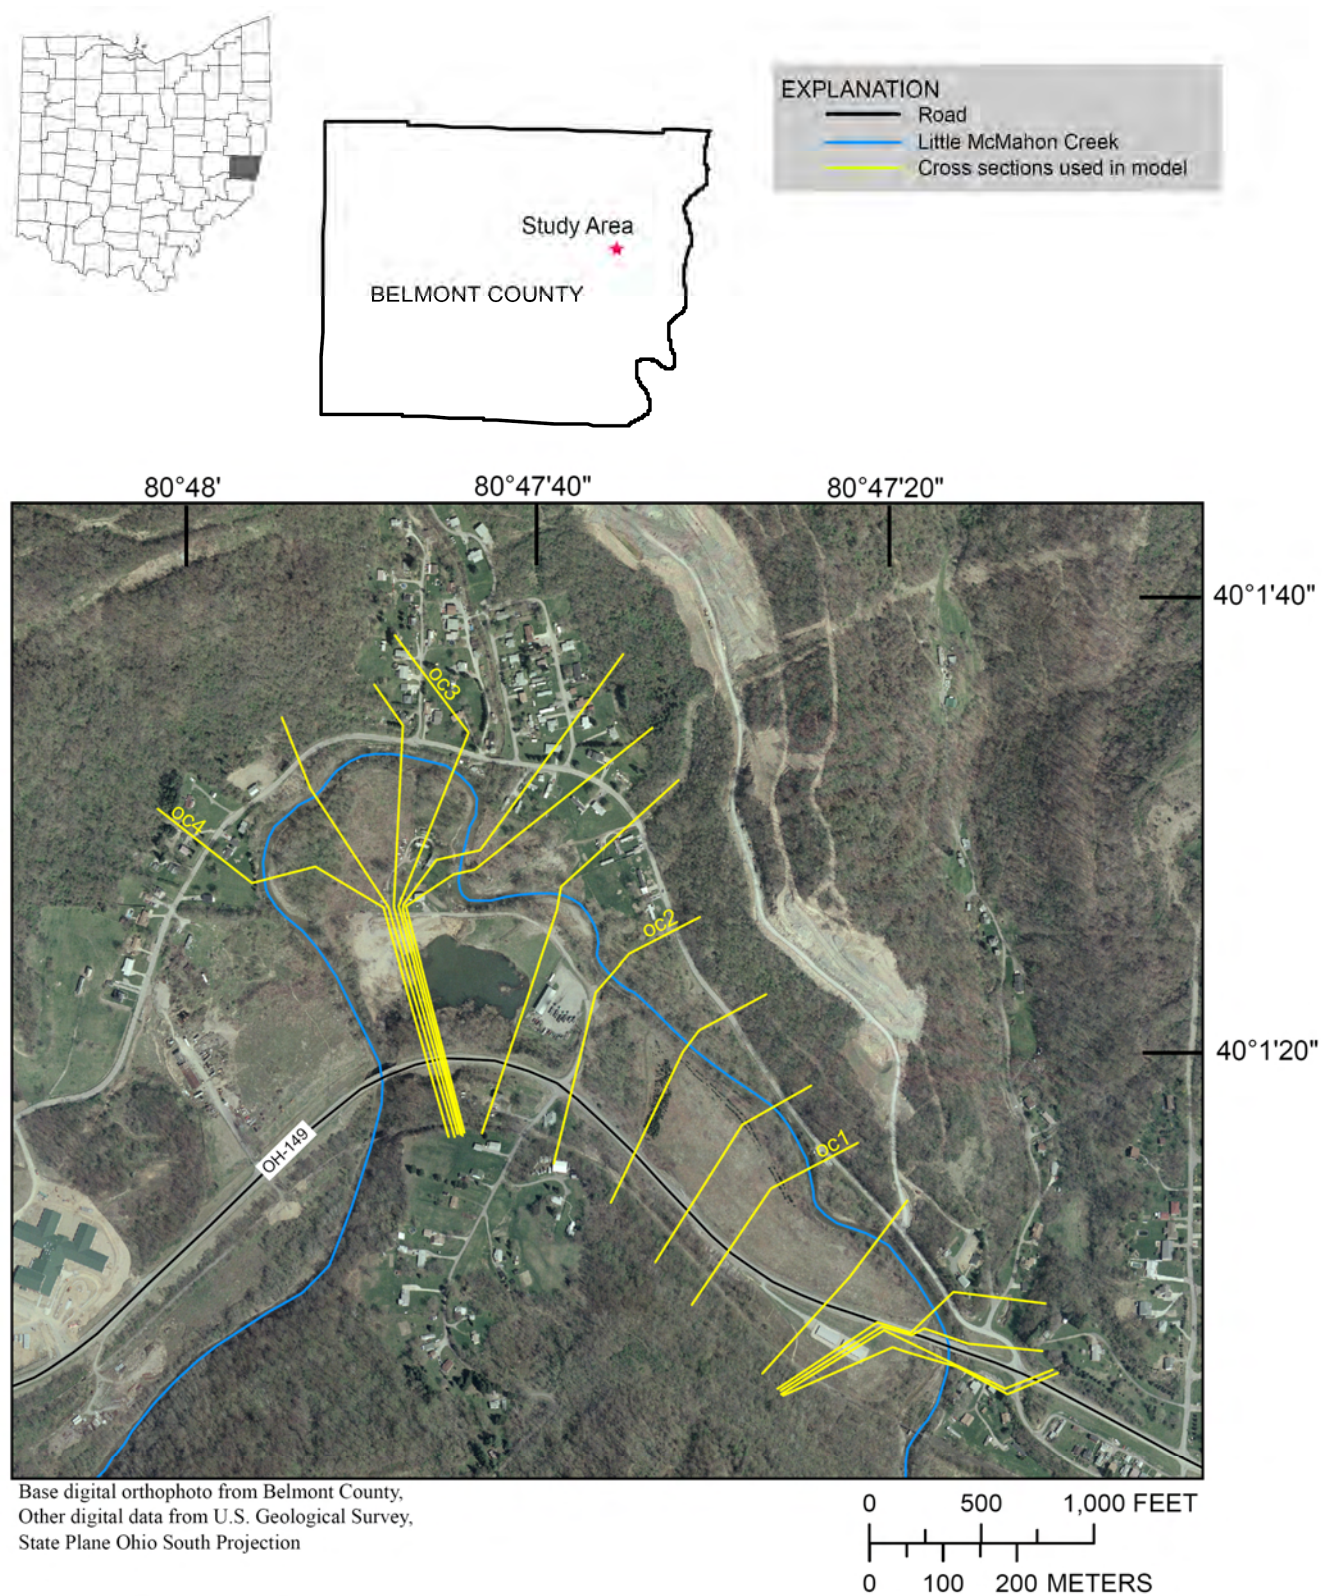 EXPLANATION
Road
Little McMahon Creek
Cross sections used in model
Study Area
BELMONT COUNTY
80°48'
80°47'40"
80°47'20"
40°1'40"
oc3
oc4
oc2
40°1'20"
oc1
OH-149
Base digital orthophoto from Belmont County,
Other digital data from U.S. Geological Survey,
State Plane Ohio South Projection
0 500 1,000 FEET
0 100 200 METERS